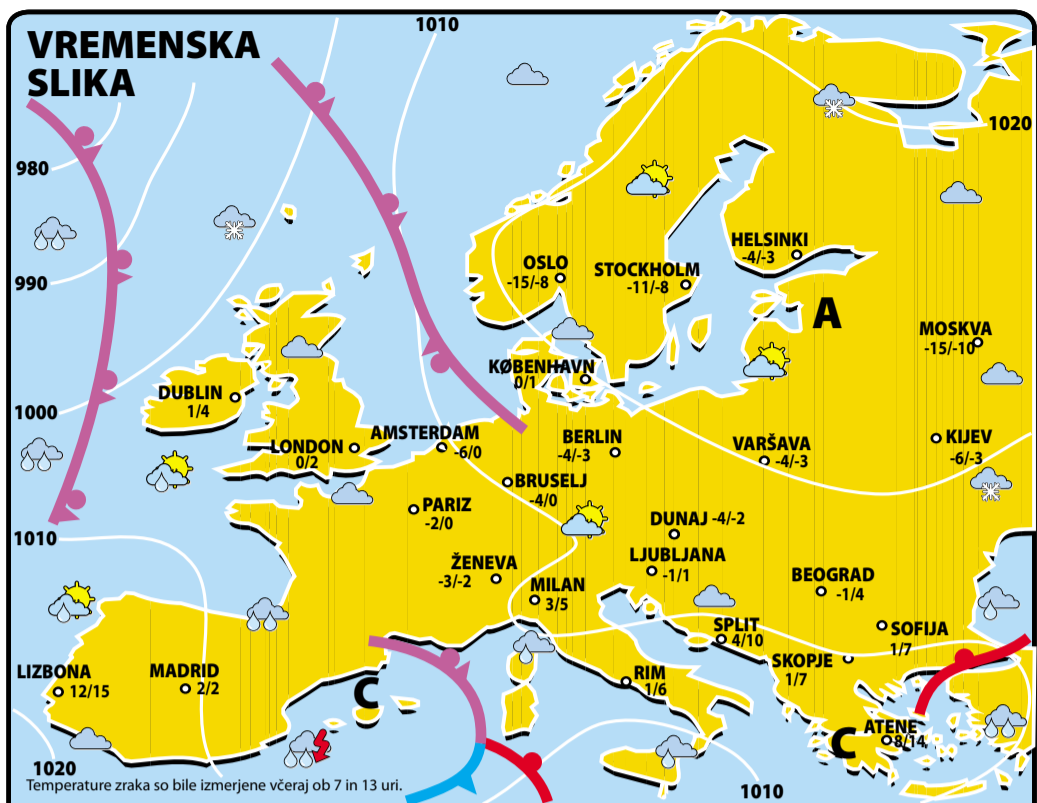 VREMENSKA
SLIKA
1010
1020
980
990
1000
1010
1020
1010
OSLO
-15/-8
STOCKHOLM
-11/-8
HELSINKI
-4/-3
A
MOSKVA
-15/-10
KØBENHAVN
0/1
DUBLIN
1/4
LONDON
0/2
AMSTERDAM
-6/0
BERLIN
-4/-3
VARŠAVA
-4/-3
KIJEV
-6/-3
BRUSELJ
-4/0
PARIZ
-2/0
DUNAJ -4/-2
LJUBLJANA
-1/1
ŽENEVA
-3/-2
MILAN
3/5
BEOGRAD
-1/4
SPLIT
4/10
SOFIJA
1/7
SKOPJE
1/7
LIZBONA
12/15
MADRID
2/2
C
RIM
1/6
ATENE
8/14
C
Temperature zraka so bile izmerjene včeraj ob 7 in 13 uri.